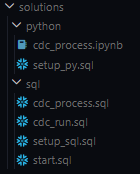 solutions
python
cdc_process.ipynb
setup_py.sql
sql
cdc_process.sql
cdc_run.sql
setup_sql.sql
start.sql